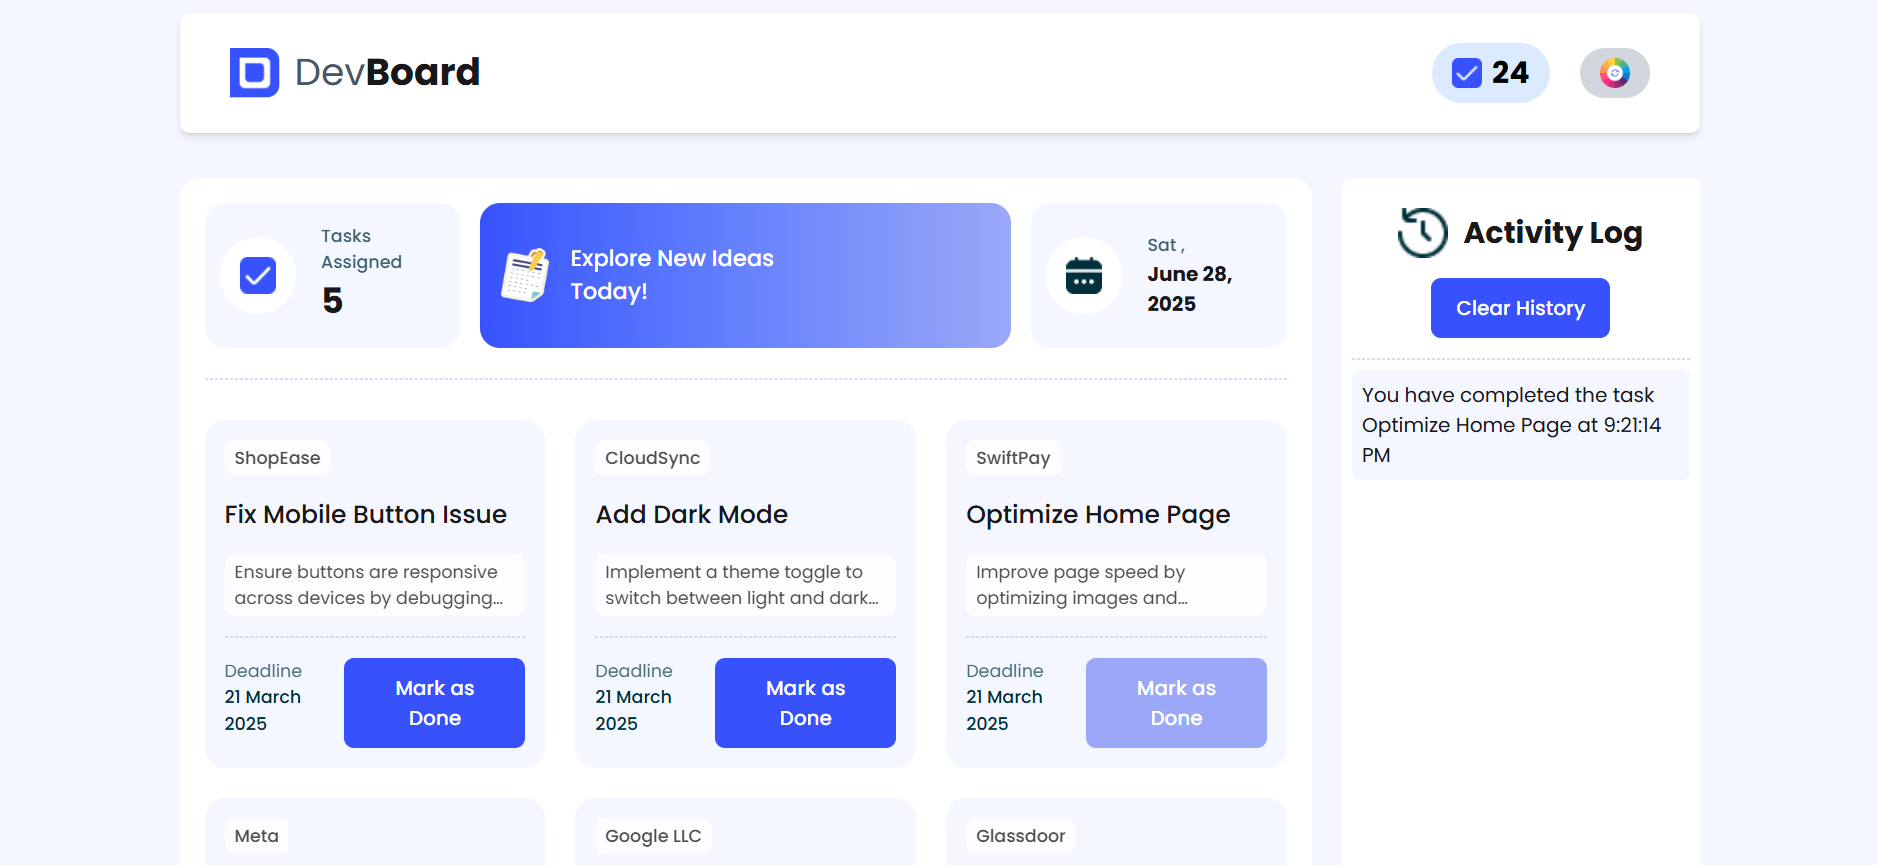 DevBoard
24
Tasks
Assigned
5
Explore New Ideas
Today!
Sat ,
June 28,
2025
Activity Log
Clear History
You have completed the task
Optimize Home Page at 9:21:14
PM
ShopEase
Fix Mobile Button Issue
Ensure buttons are responsive
across devices by debugging...
Deadline
21 March
2025
Mark as
Done
CloudSync
Add Dark Mode
Implement a theme toggle to
switch between light and dark...
Deadline
21 March
2025
Mark as
Done
SwiftPay
Optimize Home Page
Improve page speed by
optimizing images and...
Deadline
21 March
2025
Mark as
Done
Meta
Google LLC
Glassdoor